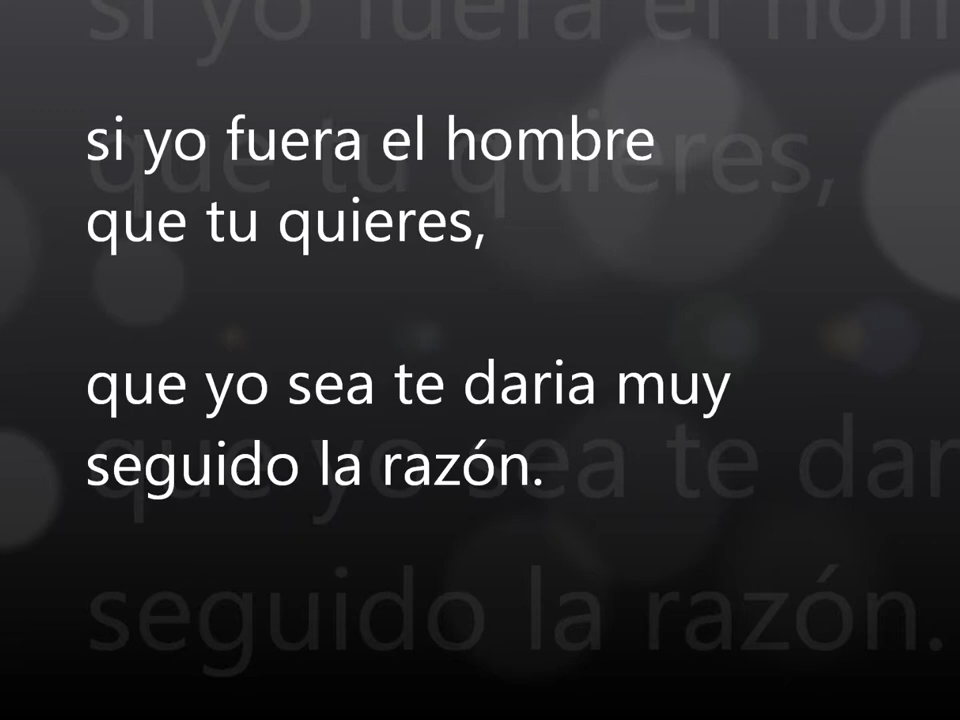 si yo fuera el hombre
que tu quieres,
que yo sea te daria muy
seguido la razón.